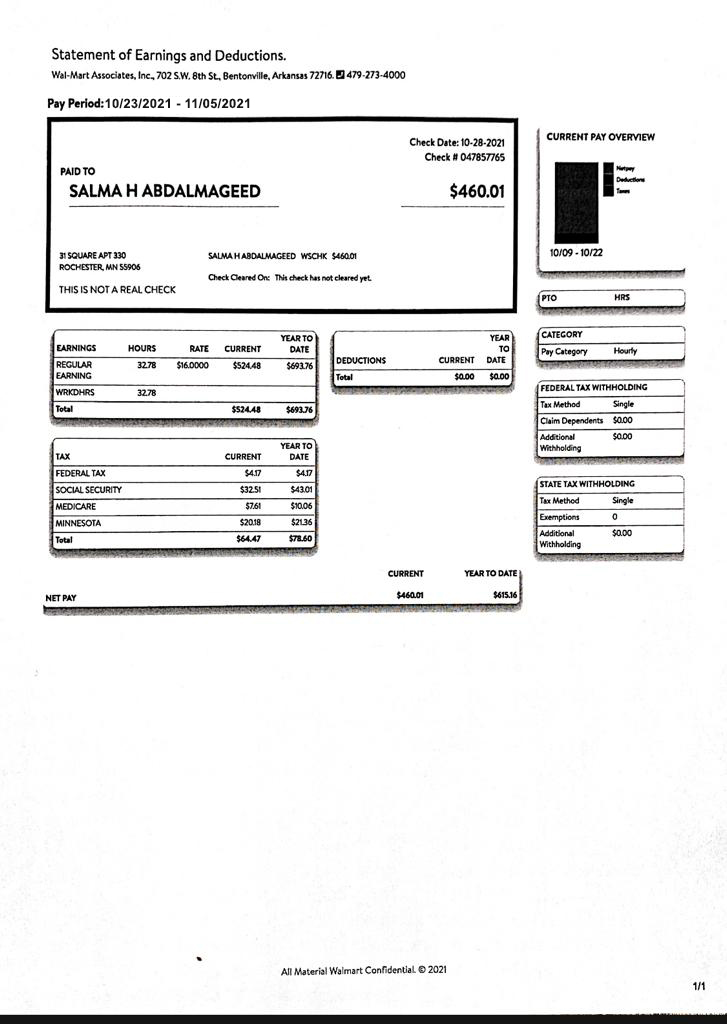 Statement of Earnings and Deductions.
Wal-Mart Associates, Inc., 702 S.W. 8th St., Bentonville, Arkansas 72716. 479-273-4000
Pay Period:10/23/2021 - 11/05/2021
Check Date: 10-28-2021
Check # 047857765
PAID TO
SALMA H ABDALMAGEED $460.01
31 SQUARE APT 330
ROCHESTER, MN 55906
SALMA H ABDALMAGEED WSCHK $460.01
Check Cleared On: This check has not cleared yet.
THIS IS NOT A REAL CHECK
CURRENT PAY OVERVIEW
Netpay
Deductions
Taxes
10/09 - 10/22
PTO HRS
CATEGORY
Pay Category Hourly
FEDERAL TAX WITHHOLDING
Tax Method Single
Claim Dependents $0.00
Additional Withholding $0.00
STATE TAX WITHHOLDING
Tax Method Single
Exemptions 0
Additional Withholding $0.00
EARNINGS HOURS RATE CURRENT YEAR TO DATE
REGULAR EARNING 32.78 $16.0000 $524.48 $693.76
WRKDHRS 32.78
Total $524.48 $693.76
DEDUCTIONS CURRENT YEAR TO DATE
Total $0.00 $0.00
TAX CURRENT YEAR TO DATE
FEDERAL TAX $4.17 $4.17
SOCIAL SECURITY $32.51 $43.01
MEDICARE $7.61 $10.06
MINNESOTA $20.18 $21.36
Total $64.47 $78.60
CURRENT YEAR TO DATE
NET PAY $460.01 $615.16
All Material Walmart Confidential. © 2021
1/1